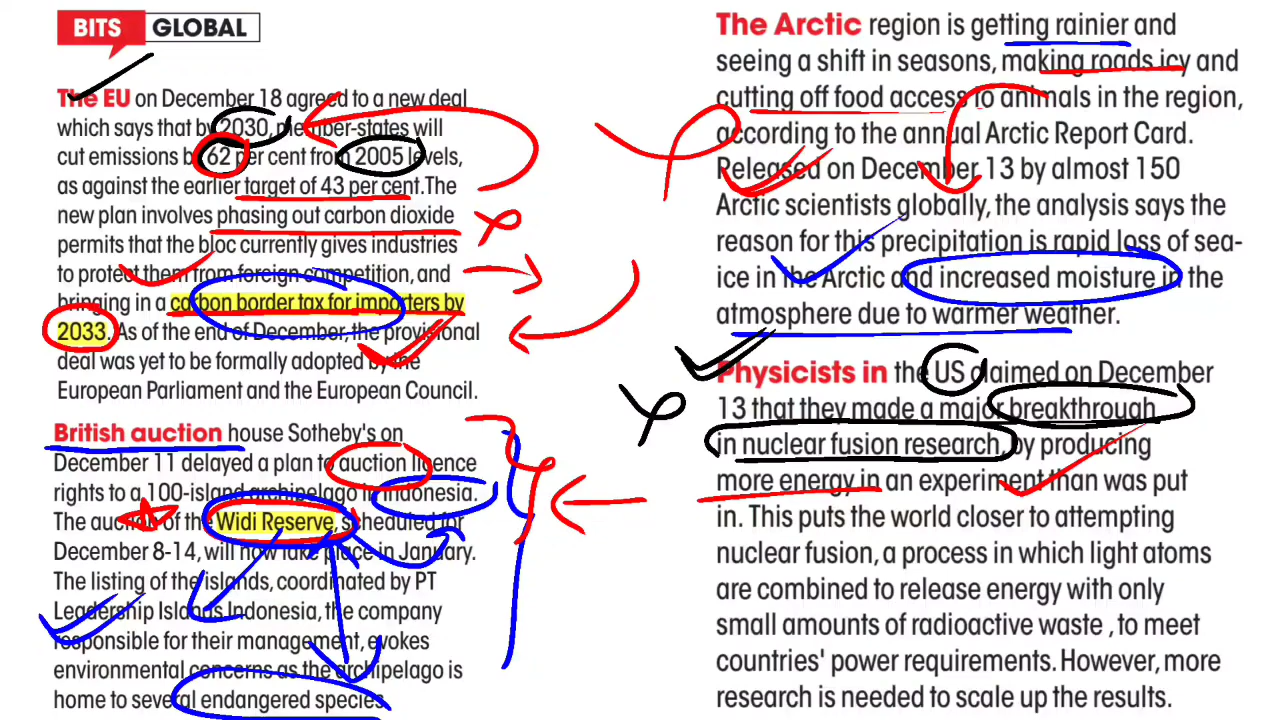 BITS GLOBAL
The EU on December 18 agreed to a new deal
which says that by 2030, member-states will
cut emissions by 62 per cent from 2005 levels,
as against the earlier target of 43 per cent.The
new plan involves phasing out carbon dioxide
permits that the bloc currently gives industries
to protect them from foreign competition, and
bringing in a carbon border tax for importers by
2033. As of the end of December, the provisional
deal was yet to be formally adopted by the
European Parliament and the European Council.
British auction house Sotheby's on
December 11 delayed a plan to auction licence
rights to a 100-island archipelago in Indonesia.
The auction of the Widi Reserve, scheduled for
December 8-14, will now take place in January.
The listing of the islands, coordinated by PT
Leadership Islands Indonesia, the company
responsible for their management, evokes
environmental concerns as the archipelago is
home to several endangered species.
The Arctic region is getting rainier and
seeing a shift in seasons, making roads icy and
cutting off food access to animals in the region,
according to the annual Arctic Report Card.
Released on December 13 by almost 150
Arctic scientists globally, the analysis says the
reason for this precipitation is rapid loss of sea-
ice in the Arctic and increased moisture in the
atmosphere due to warmer weather.
Physicists in the US claimed on December
13 that they made a major breakthrough
in nuclear fusion research, by producing
more energy in an experiment than was put
in. This puts the world closer to attempting
nuclear fusion, a process in which light atoms
are combined to release energy with only
small amounts of radioactive waste , to meet
countries' power requirements. However, more
research is needed to scale up the results.